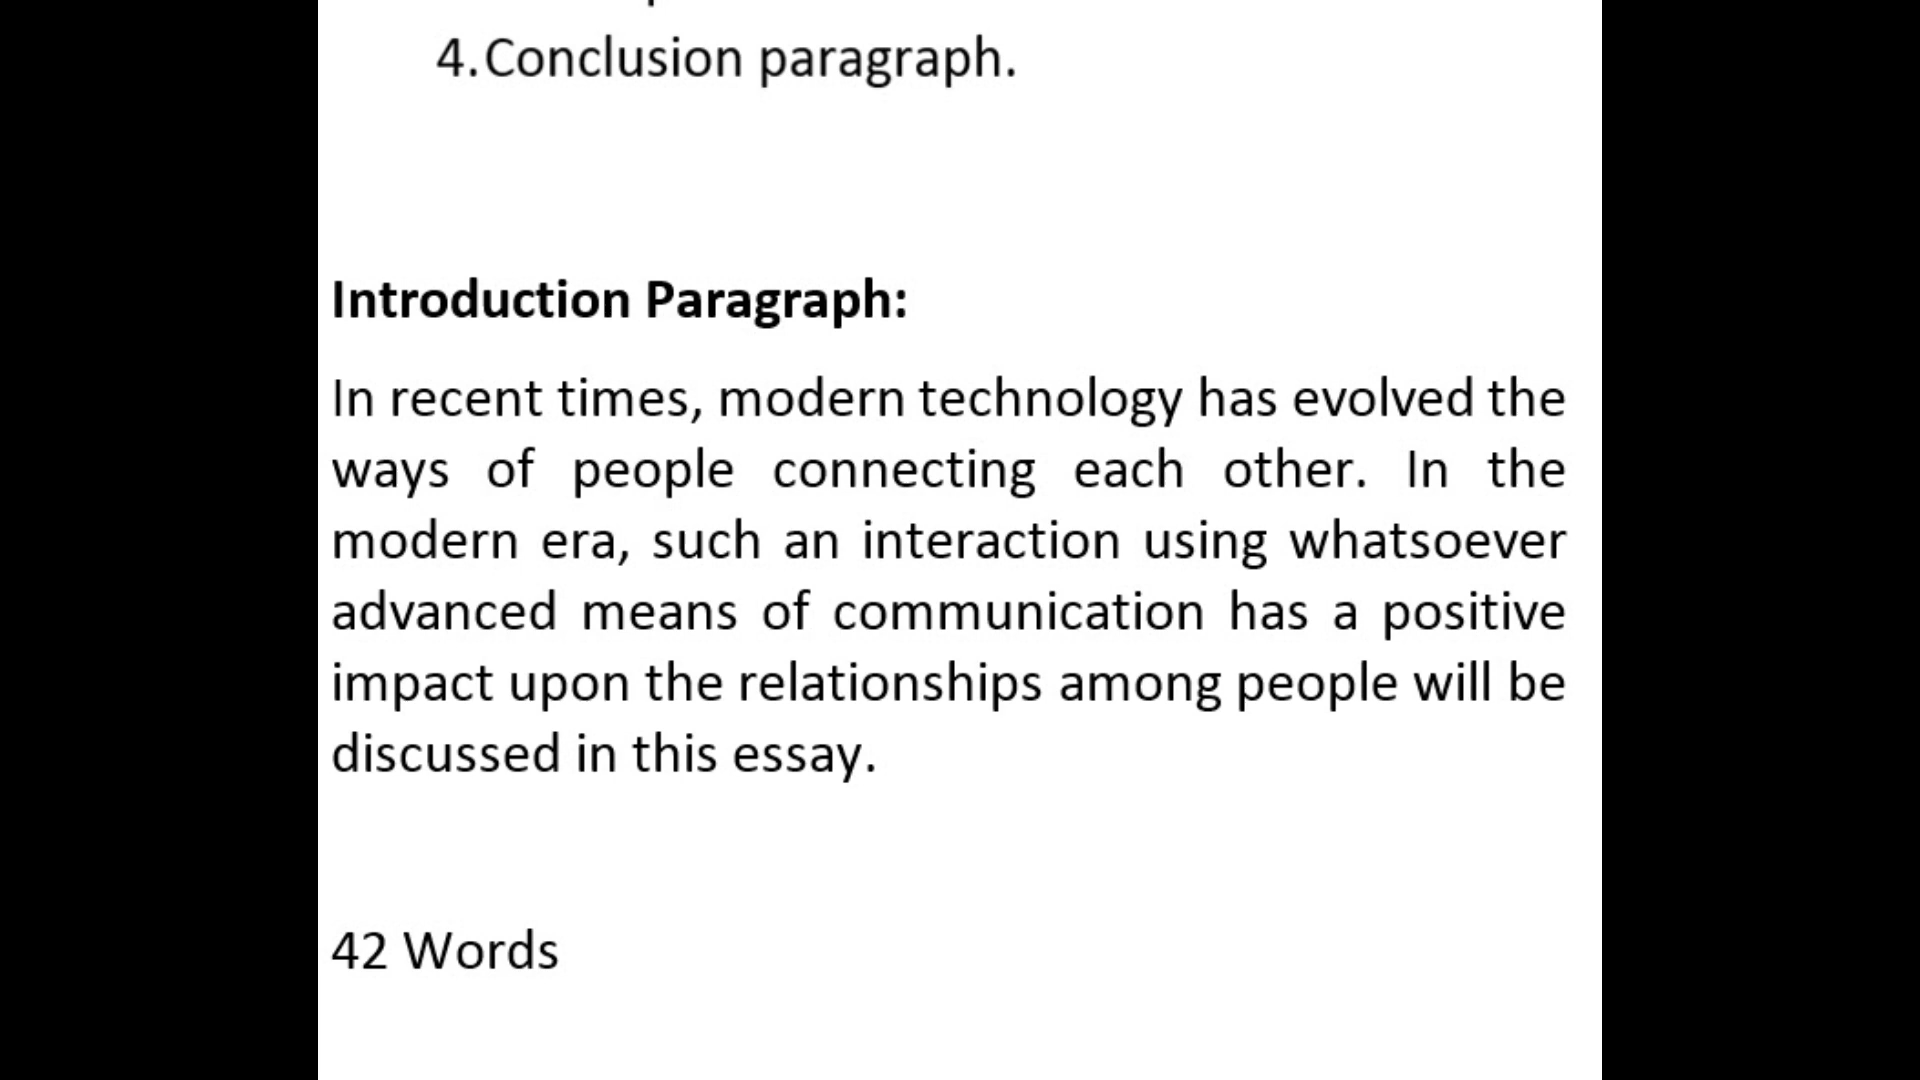 4. Conclusion paragraph.
Introduction Paragraph:
In recent times, modern technology has evolved the
ways of people connecting each other. In the
modern era, such an interaction using whatsoever
advanced means of communication has a positive
impact upon the relationships among people will be
discussed in this essay.
42 Words